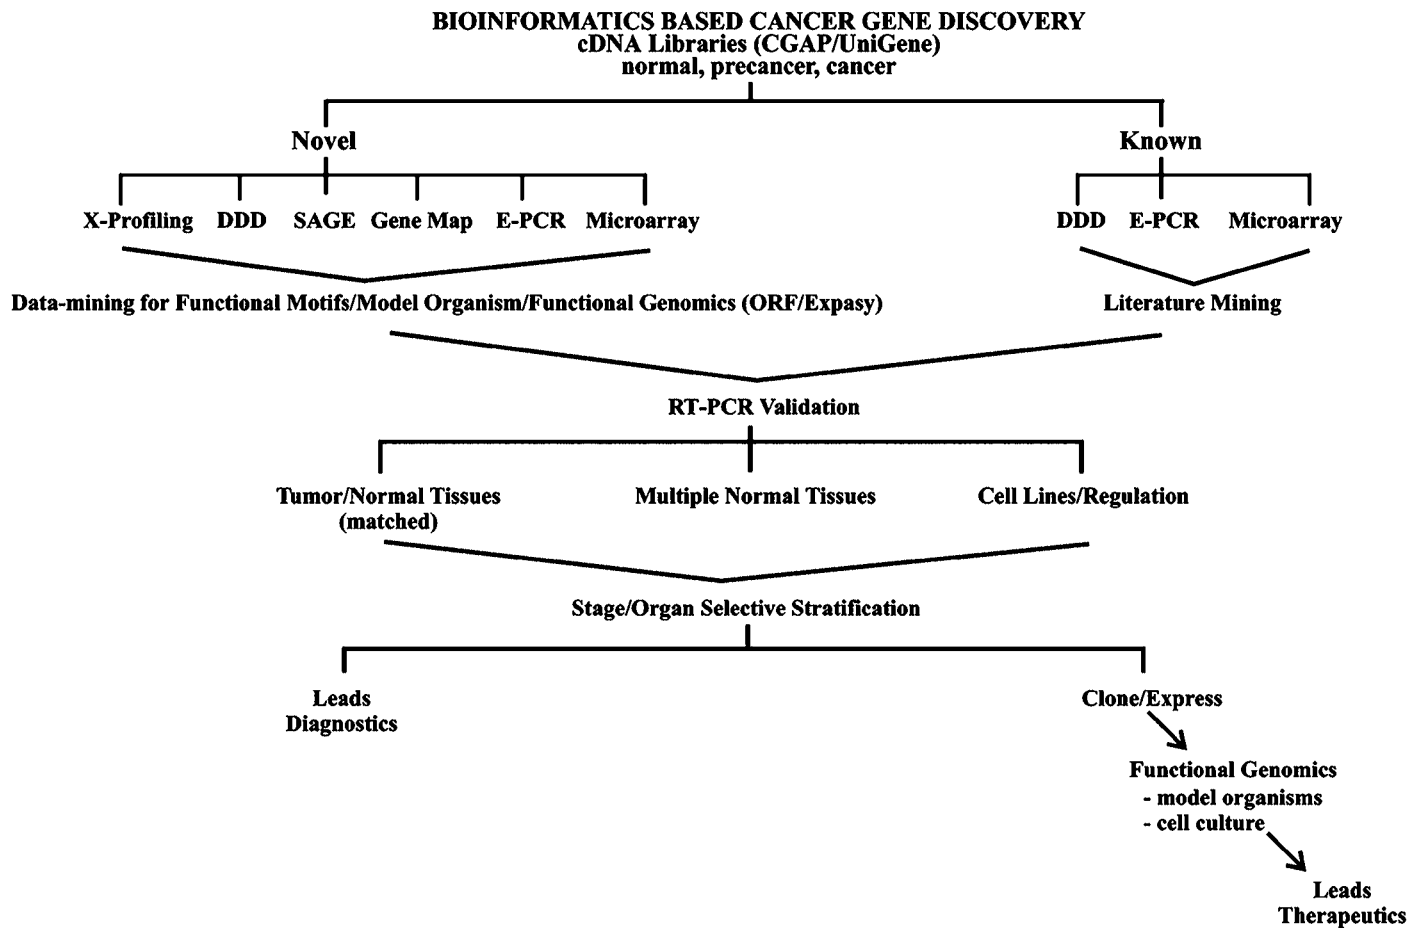 BIOINFORMATICS BASED CANCER GENE DISCOVERY
cDNA Libraries (CGAP/UniGene)
normal, precancer, cancer
Novel
Known
X-Profiling DDD SAGE Gene Map E-PCR Microarray
DDD E-PCR Microarray
Data-mining for Functional Motifs/Model Organism/Functional Genomics (ORF/Expasy)
Literature Mining
RT-PCR Validation
Tumor/Normal Tissues
(matched)
Multiple Normal Tissues
Cell Lines/Regulation
Stage/Organ Selective Stratification
Leads
Diagnostics
Clone/Express
Functional Genomics
- model organisms
- cell culture
Leads
Therapeutics